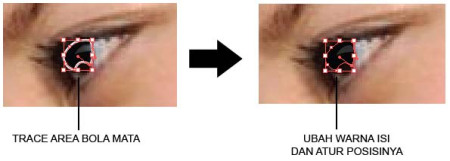 TRACE AREA BOLA MATA
UBAH WARNA ISI
DAN ATUR POSISINYA